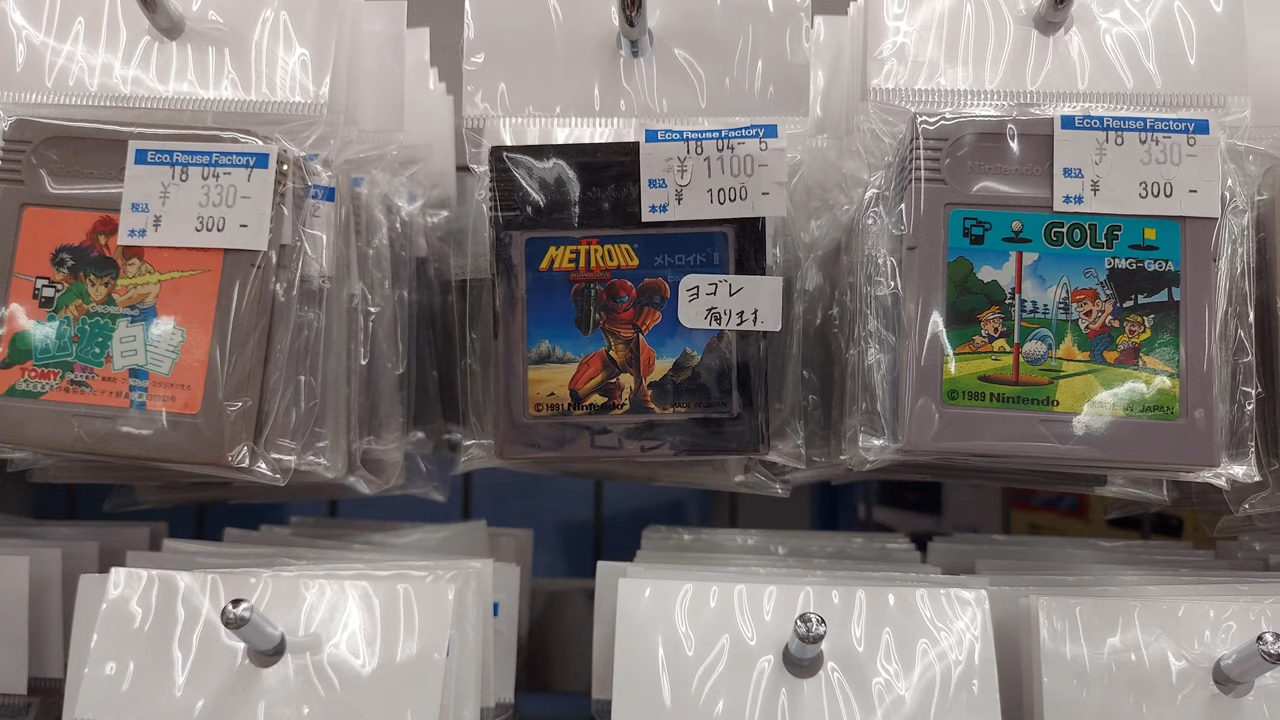 Eco.Reuse Factory
18 04- 7
¥ 330-
税込
¥ 300 -
本体
幽遊白書
TOMY
Eco.Reuse Factory
18 04- 5
¥ 1100-
税込
¥ 1000 -
本体
METROID
II
メトロイド II
ヨゴレ
有ります.
©1991 Nintendo
MADE IN JAPAN
Eco.Reuse Factory
18 04- 6
¥ 330-
税込
¥ 300 -
本体
Nintendo
GOLF
DMG-GOA
©1989 Nintendo
MADE IN JAPAN